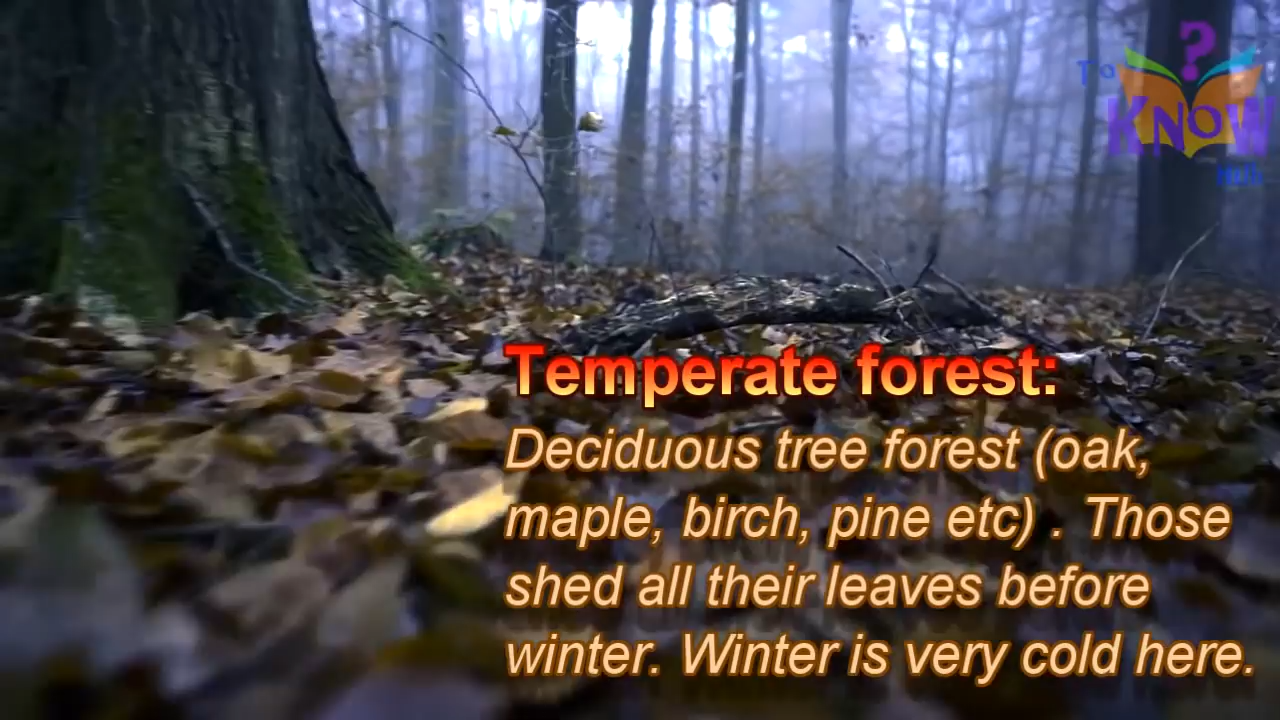 ?
To
KNOW
Temperate forest:
Deciduous tree forest (oak,
maple, birch, pine etc) . Those
shed all their leaves before
winter. Winter is very cold here.